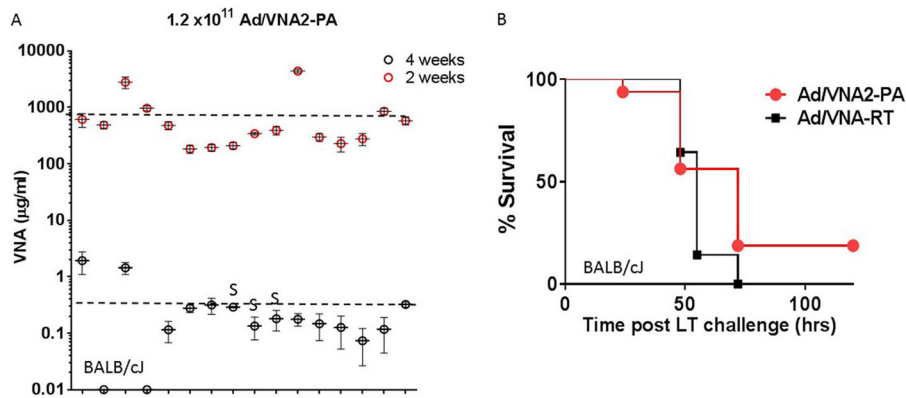 A
1.2 x10¹¹ Ad/VNA2-PA
10000
1000
100
10
1
0.1
0.01
VNA (µg/ml)
4 weeks
2 weeks
S
S
S
BALB/cJ
B
100
50
0
% Survival
Ad/VNA2-PA
Ad/VNA-RT
BALB/cJ
0
50
100
Time post LT challenge (hrs)